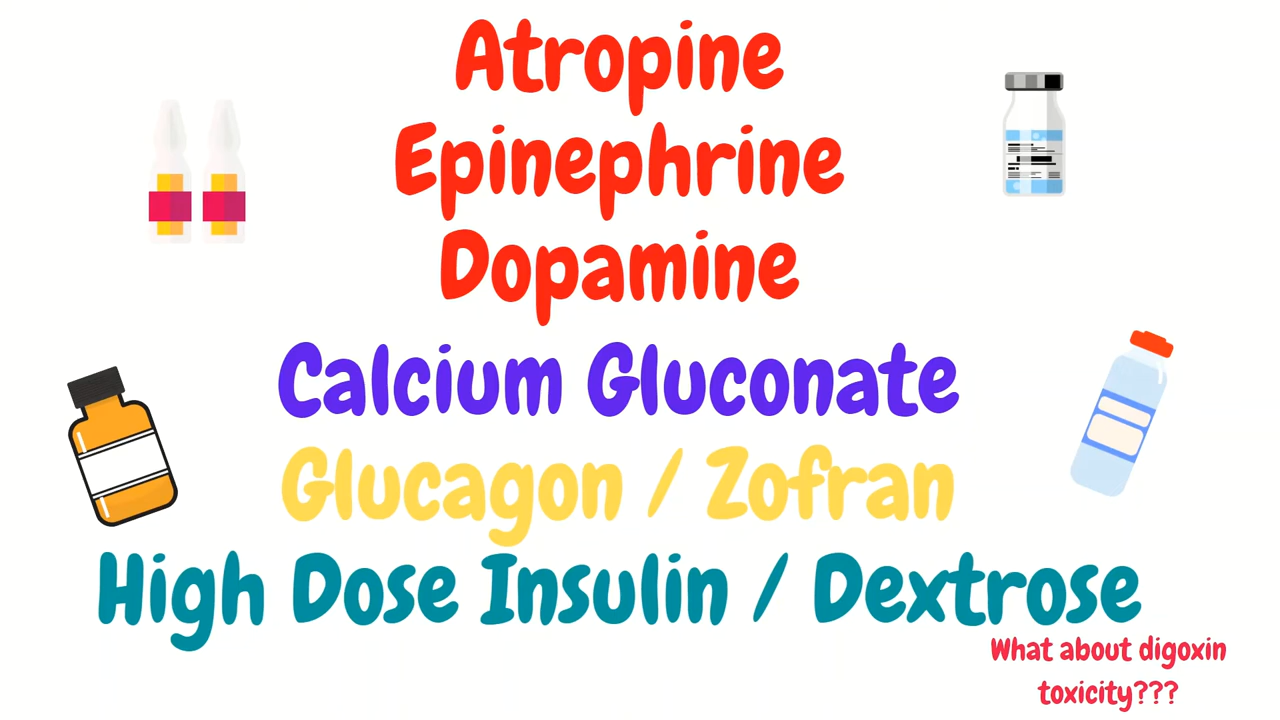 Atropine
Epinephrine
Dopamine
Calcium Gluconate
Glucagon / Zofran
High Dose Insulin / Dextrose
What about digoxin
toxicity???